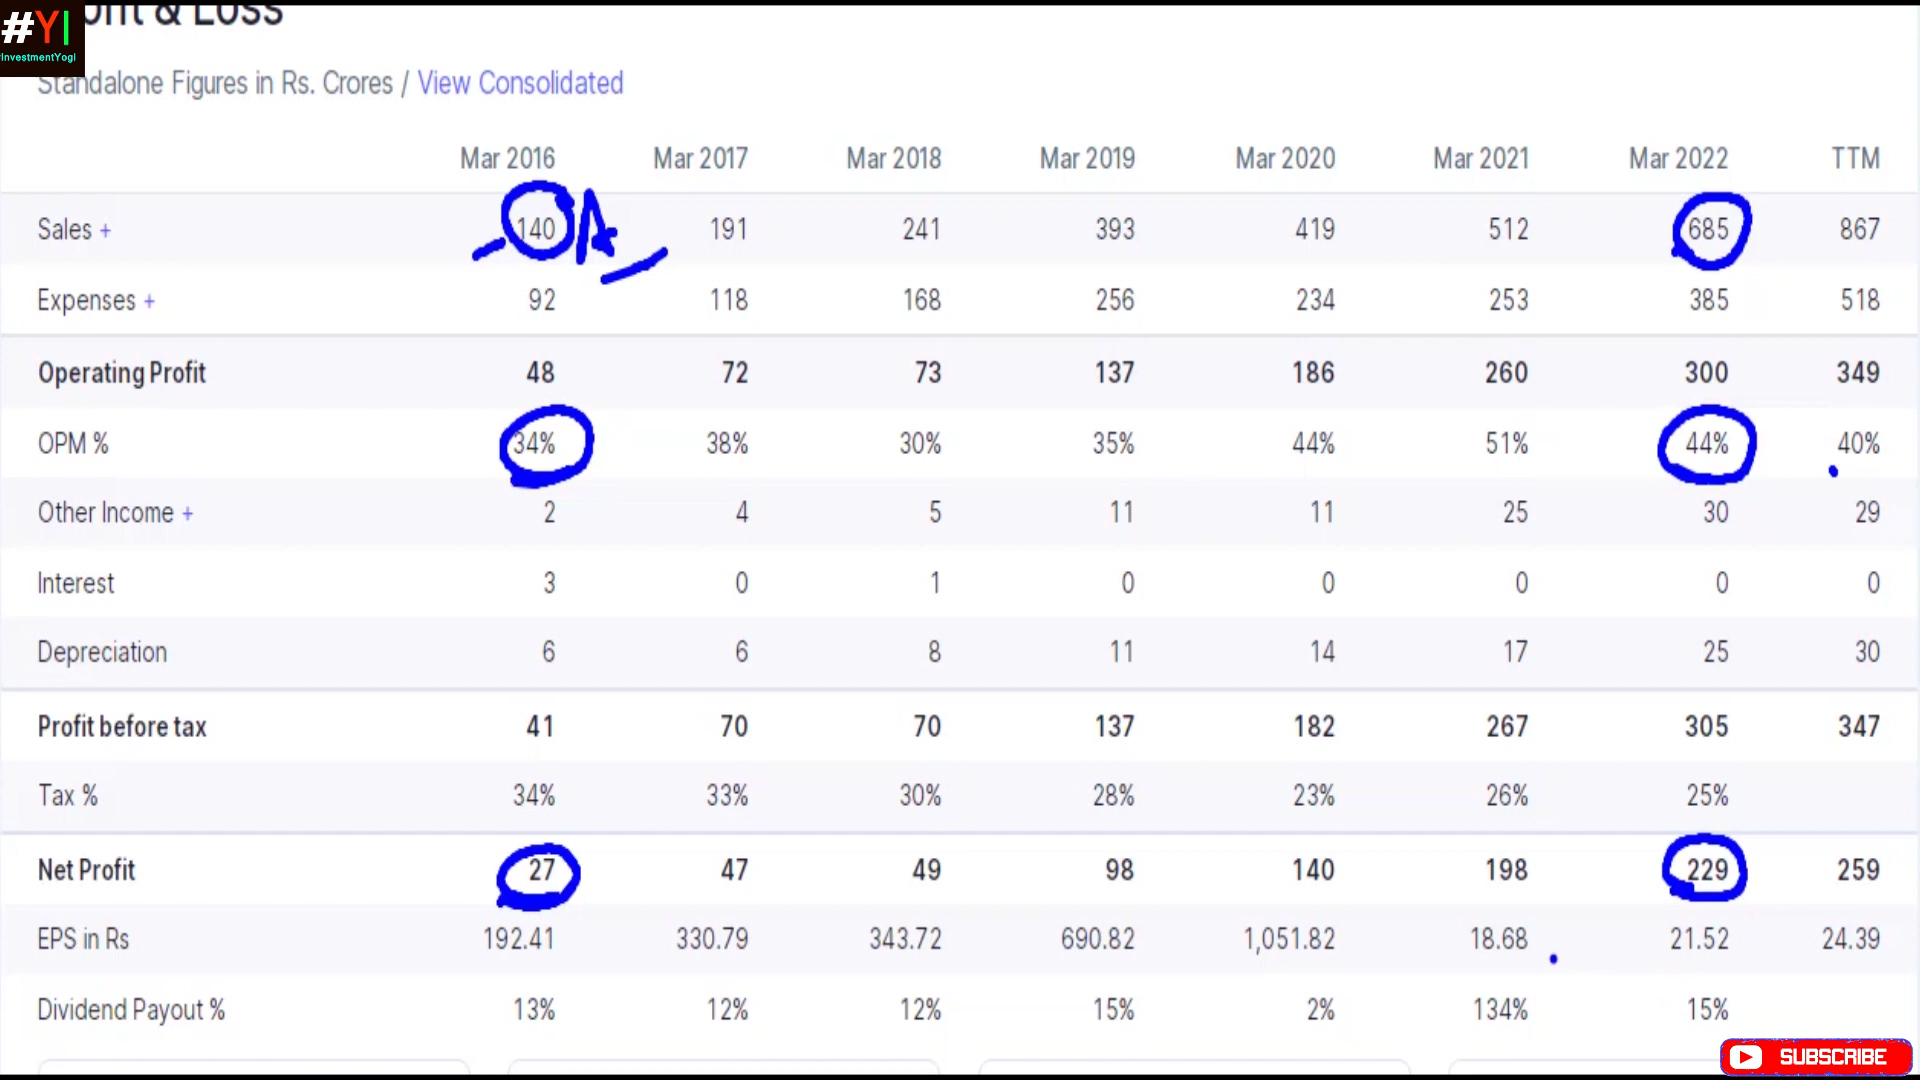 #YI
InvestmentYogi
Profit & Loss
Standalone Figures in Rs. Crores / View Consolidated
Mar 2016 Mar 2017 Mar 2018 Mar 2019 Mar 2020 Mar 2021 Mar 2022 TTM
Sales + 140 191 241 393 419 512 685 867
Expenses + 92 118 168 256 234 253 385 518
Operating Profit 48 72 73 137 186 260 300 349
OPM % 34% 38% 30% 35% 44% 51% 44% 40%
Other Income + 2 4 5 11 11 25 30 29
Interest 3 0 1 0 0 0 0 0
Depreciation 6 6 8 11 14 17 25 30
Profit before tax 41 70 70 137 182 267 305 347
Tax % 34% 33% 30% 28% 23% 26% 25%
Net Profit 27 47 49 98 140 198 229 259
EPS in Rs 192.41 330.79 343.72 690.82 1,051.82 18.68 21.52 24.39
Dividend Payout % 13% 12% 12% 15% 2% 134% 15%
SUBSCRIBE